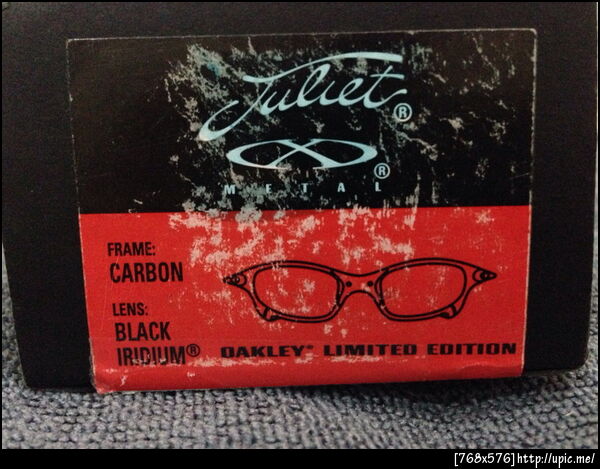 Juliet®
X®
METAL
FRAME:
CARBON
LENS:
BLACK
IRIDIUM®
OAKLEY® LIMITED EDITION
[768x576]http://upic.me/